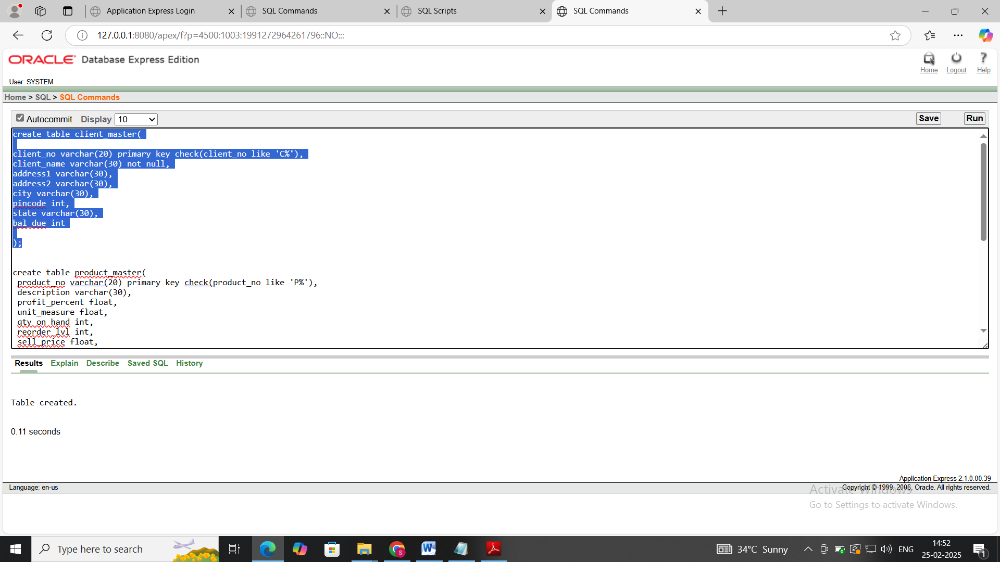 Application Express Login
SQL Commands
SQL Scripts
SQL Commands
127.0.0.1:8080/apex/f?p=4500:1003:1991272964261796::NO:::
ORACLE Database Express Edition
Home
Logout
Help
User: SYSTEM
Home > SQL > SQL Commands
Autocommit Display 10
Save
Run
create table client_master(
client_no varchar(20) primary key check(client_no like 'C%'),
client_name varchar(30) not null,
address1 varchar(30),
address2 varchar(30),
city varchar(30),
pincode int,
state varchar(30),
bal_due int
);
create table product_master(
product_no varchar(20) primary key check(product_no like 'P%'),
description varchar(30),
profit_percent float,
unit_measure float,
qty_on_hand int,
reorder_lvl int,
sell_price float,
Results Explain Describe Saved SQL History
Table created.
0.11 seconds
Application Express 2.1.0.00.39
Language: en-us
Copyright © 1999, 2006, Oracle. All rights reserved.
Activate Windows
Go to Settings to activate Windows.
Type here to search
34°C Sunny
ENG
14:52
25-02-2025
1